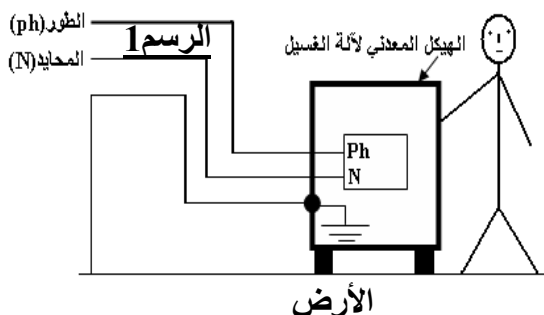 الطور(ph)
الرسم1
المحايد(N)
الهيكل المعدني لآلة الغسيل
Ph
N
الأرض